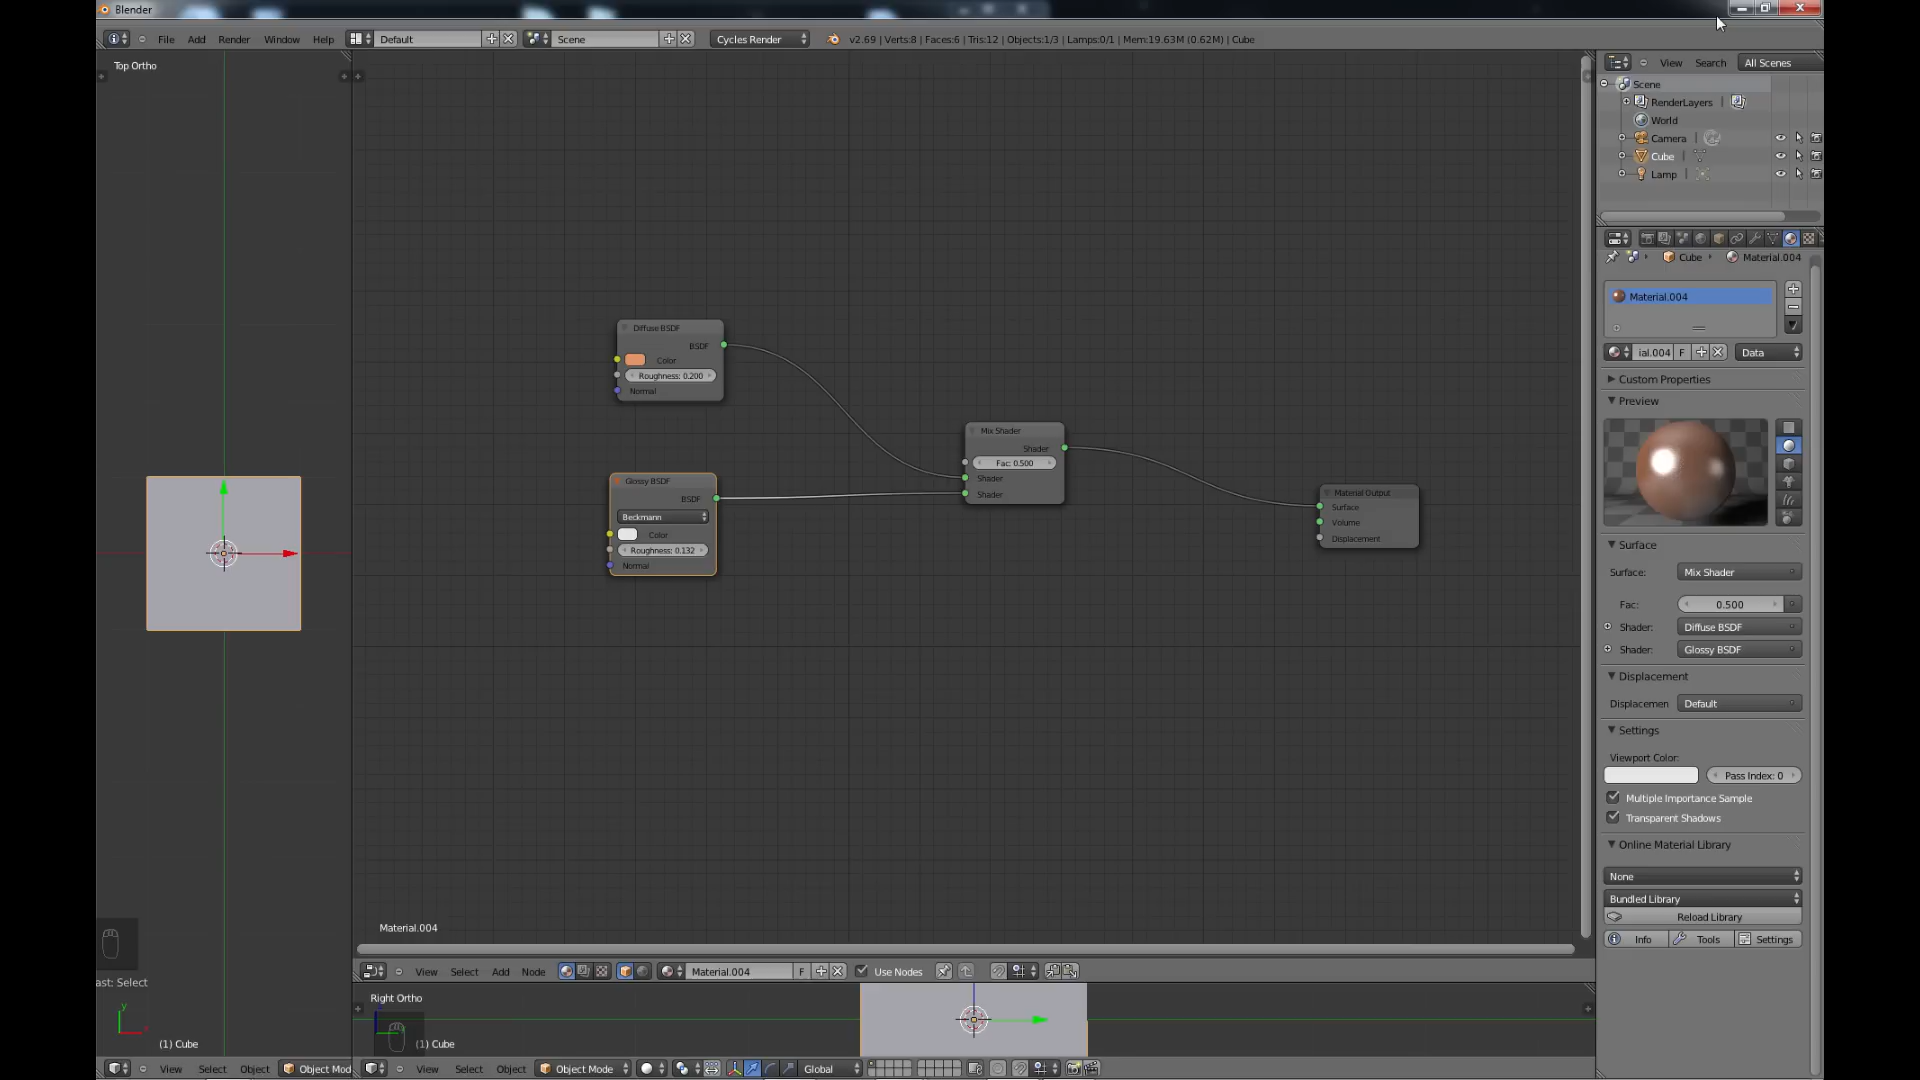 Blender
File Add Render Window Help Default Scene Cycles Render v2.69 | Verts:8 | Faces:6 | Tris:12 | Objects:1/3 | Lamps:0/1 | Mem:19.63M (0.62M) | Cube
Top Ortho
View Search All Scenes
Scene
RenderLayers
World
Camera
Cube
Lamp
Cube Material.004
Material.004
ial.004 F Data
Custom Properties
Preview
Diffuse BSDF
BSDF
Color
Roughness: 0.200
Normal
Mix Shader
Shader
Fac: 0.500
Shader
Shader
Glossy BSDF
BSDF
Beckmann
Color
Roughness: 0.132
Normal
Material Output
Surface
Volume
Displacement
Surface
Surface: Mix Shader
Fac: 0.500
Shader: Diffuse BSDF
Shader: Glossy BSDF
Displacement
Displacemen Default
Settings
Viewport Color:
Pass Index: 0
Multiple Importance Sample
Transparent Shadows
Online Material Library
None
Bundled Library
Reload Library
Info Tools Settings
Material.004
View Select Add Node Material.004 F Use Nodes
ast: Select
y
x
(1) Cube
Right Ortho
(1) Cube
View Select Object Object Mod
View Select Object Object Mode Global